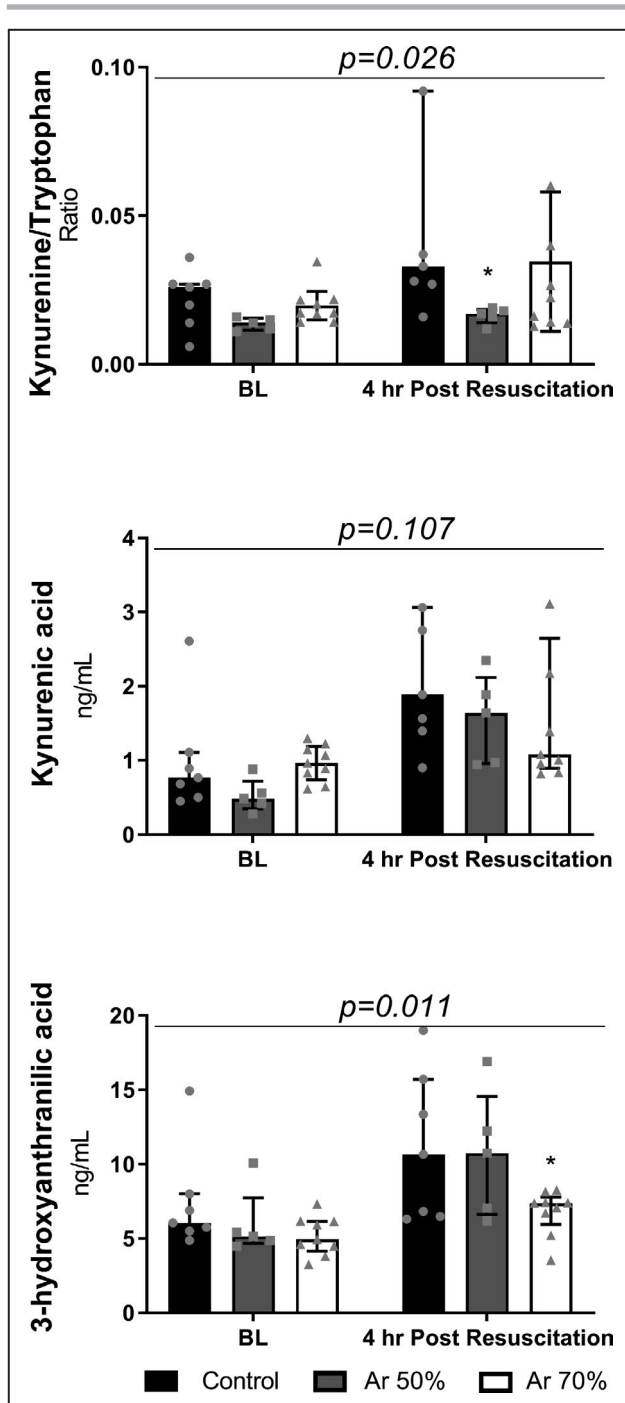 p=0.026
Kynurenine/Tryptophan
Ratio
0.10
0.05
0.00
*
BL
4 hr Post Resuscitation
p=0.107
Kynurenic acid
ng/mL
4
3
2
1
0
BL
4 hr Post Resuscitation
p=0.011
3-hydroxyanthranilic acid
ng/mL
20
15
10
5
0
*
BL
4 hr Post Resuscitation
Control
Ar 50%
Ar 70%